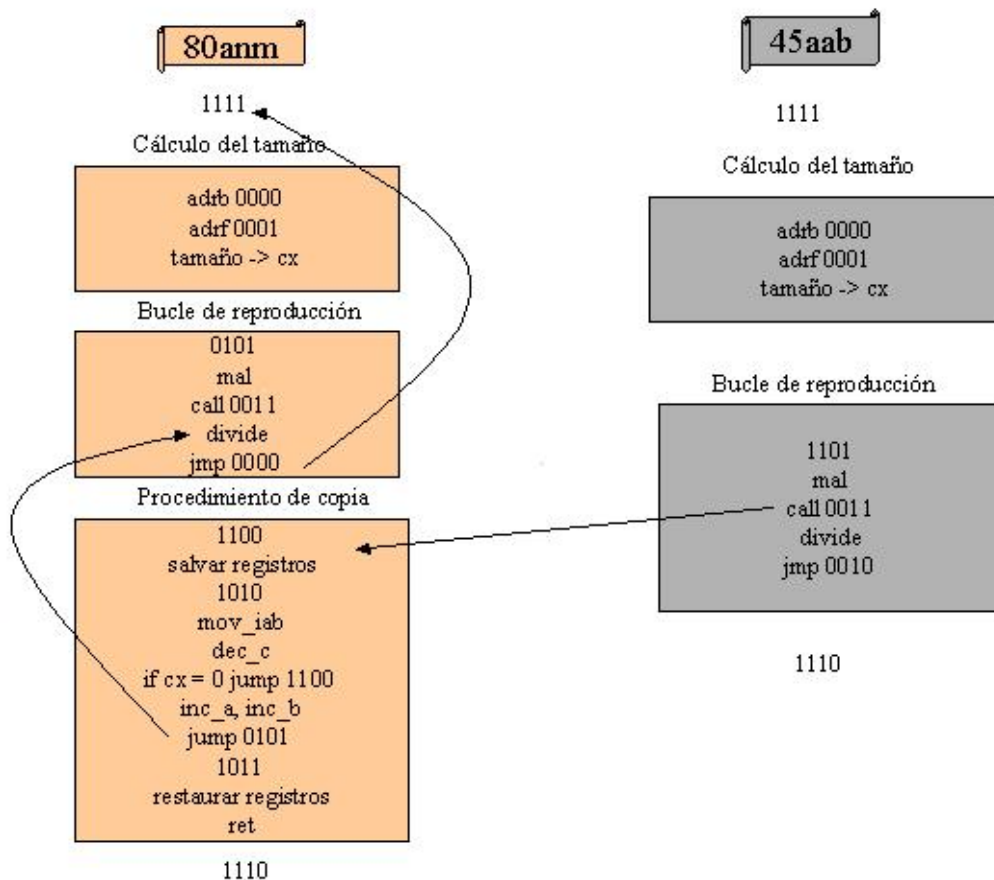 80anm
1111
Cálculo del tamaño
adrb 0000
adrf 0001
tamaño -> cx
Bucle de reproducción
0101
mal
call 0011
divide
jmp 0000
Procedimiento de copia
1100
salvar registros
1010
mov_iab
dec_c
if cx = 0 jump 1100
inc_a, inc_b
jump 0101
1011
restaurar registros
ret
1110
45aab
1111
Cálculo del tamaño
adrb 0000
adrf 0001
tamaño -> cx
Bucle de reproducción
1101
mal
call 0011
divide
jmp 0010
1110